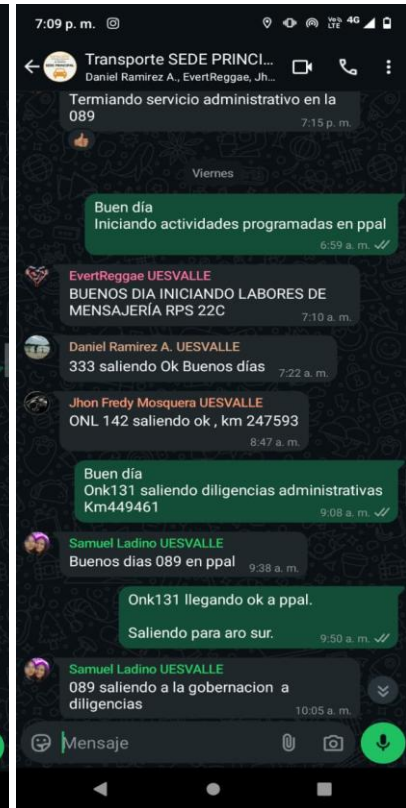 7:09 p. m.
Vo)) LTE 4G
Transporte SEDE PRINCI...
Daniel Ramirez A., EvertReggae, Jh...
Termiando servicio administrativo en la
089
7:15 p. m.
Viernes
Buen día
Iniciando actividades programadas en ppal
6:59 a. m.
EvertReggae UESVALLE
BUENOS DIA INICIANDO LABORES DE
MENSAJERÍA RPS 22C
7:10 a. m.
Daniel Ramirez A. UESVALLE
333 saliendo Ok Buenos días
7:22 a. m.
Jhon Fredy Mosquera UESVALLE
ONL 142 saliendo ok , km 247593
8:47 a. m.
Buen día
Onk131 saliendo diligencias administrativas
Km449461
9:08 a. m.
Samuel Ladino UESVALLE
Buenos dias 089 en ppal
9:38 a. m.
Onk131 llegando ok a ppal.
Saliendo para aro sur.
9:50 a. m.
Samuel Ladino UESVALLE
089 saliendo a la gobernacion a
diligencias
10:05 a. m.
Mensaje